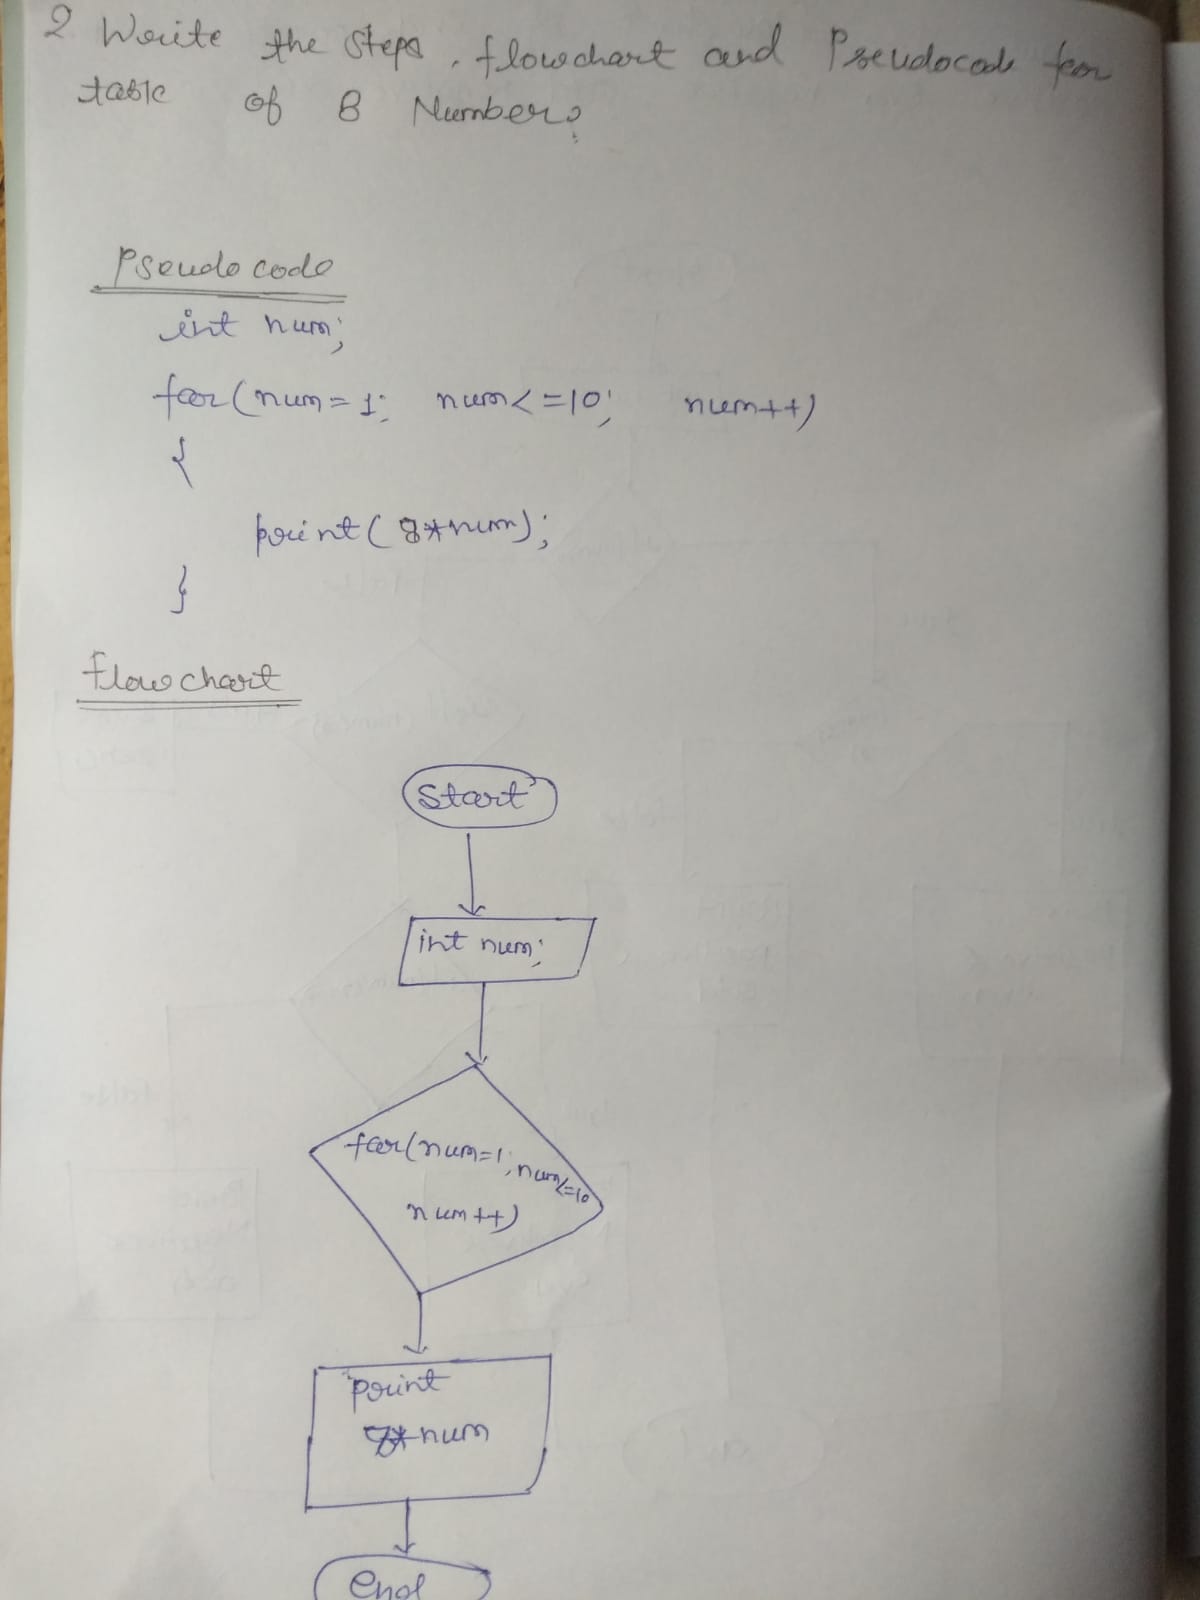 2 Write the steps, flowchart and Pseudocode for
table of 8 Number?
Pseudo code
int num;
for(num=1; num<=10; num++)
{
print(8*num);
}
flow chart
Start
int num;
for(num=1;num<=10
num++)
print
8*num
End